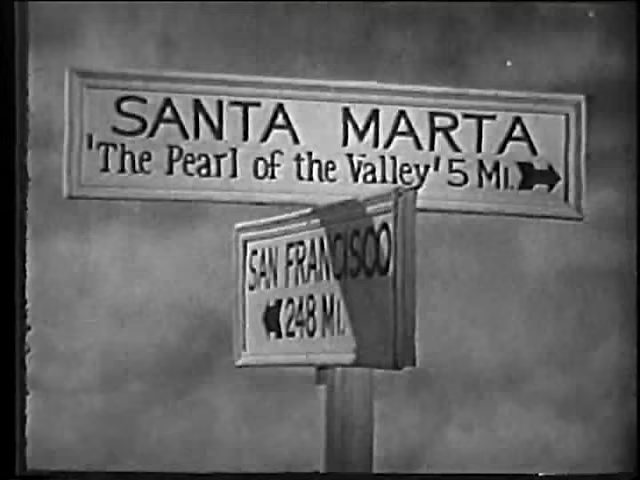 SANTA MARTA
'The Pearl of the Valley' 5 MI.
SAN FRANCISCO
248 MI.